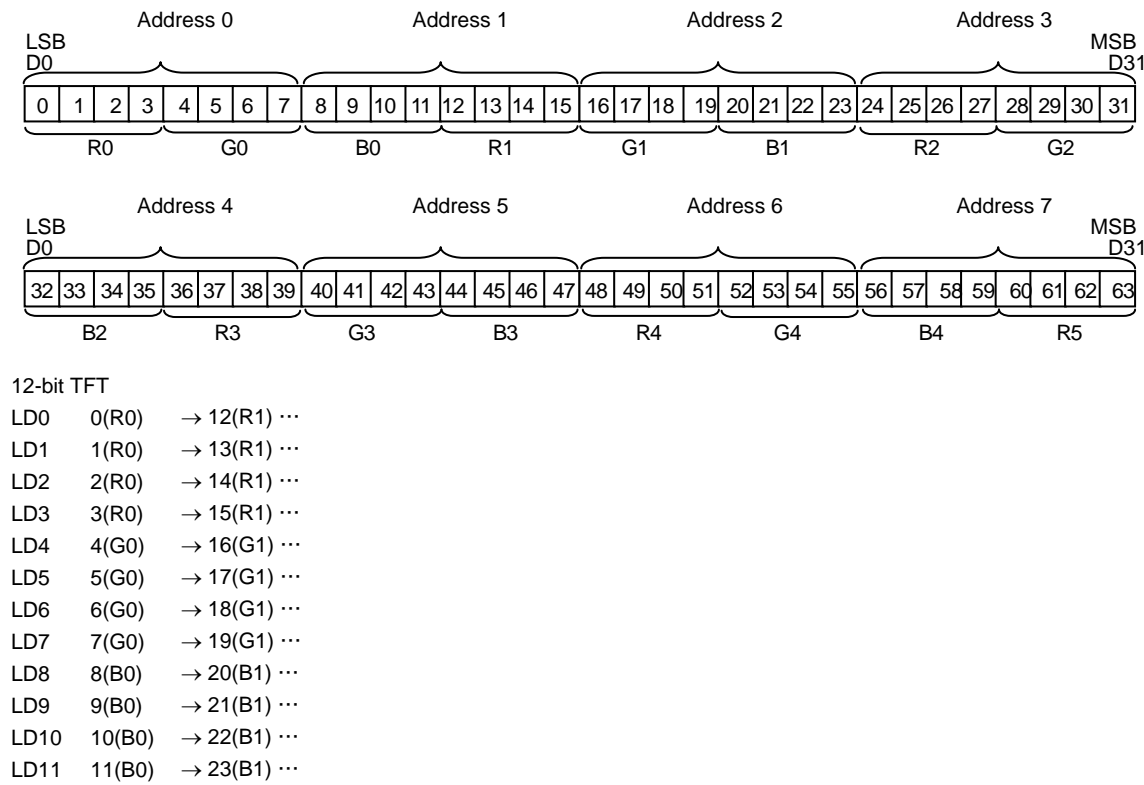 Address 0 Address 1 Address 2 Address 3
LSB MSB
D0 D31
0 1 2 3 4 5 6 7 8 9 10 11 12 13 14 15 16 17 18 19 20 21 22 23 24 25 26 27 28 29 30 31
R0 G0 B0 R1 G1 B1 R2 G2
Address 4 Address 5 Address 6 Address 7
LSB MSB
D0 D31
32 33 34 35 36 37 38 39 40 41 42 43 44 45 46 47 48 49 50 51 52 53 54 55 56 57 58 59 60 61 62 63
B2 R3 G3 B3 R4 G4 B4 R5
12-bit TFT
LD0 0(R0) → 12(R1) ⋯
LD1 1(R0) → 13(R1) ⋯
LD2 2(R0) → 14(R1) ⋯
LD3 3(R0) → 15(R1) ⋯
LD4 4(G0) → 16(G1) ⋯
LD5 5(G0) → 17(G1) ⋯
LD6 6(G0) → 18(G1) ⋯
LD7 7(G0) → 19(G1) ⋯
LD8 8(B0) → 20(B1) ⋯
LD9 9(B0) → 21(B1) ⋯
LD10 10(B0) → 22(B1) ⋯
LD11 11(B0) → 23(B1) ⋯